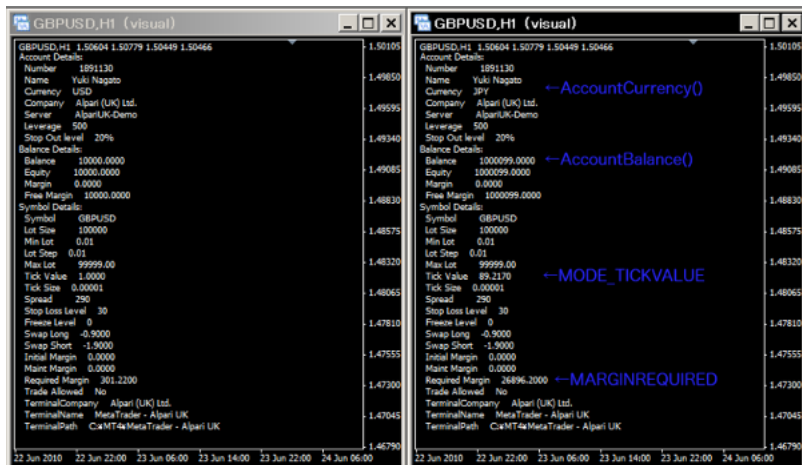 GBPUSD,H1 (visual)
GBPUSD,H1 1.50604 1.50779 1.50449 1.50466
Account Details:
Number 1891130
Name Yuki Nagato
Currency USD
Company Alpari (UK) Ltd.
Server AlpariUK-Demo
Leverage 500
Stop Out level 20%
Balance Details:
Balance 10000.0000
Equity 10000.0000
Margin 0.0000
Free Margin 10000.0000
Symbol Details:
Symbol GBPUSD
Lot Size 100000
Min Lot 0.01
Lot Step 0.01
Max Lot 99999.00
Tick Value 1.0000
Tick Size 0.00001
Spread 290
Stop Loss Level 30
Freeze Level 0
Swap Long -0.9000
Swap Short -1.9000
Initial Margin 0.0000
Maint Margin 0.0000
Required Margin 301.2200
Trade Allowed No
TerminalCompany Alpari (UK) Ltd.
TerminalName MetaTrader - Alpari UK
TerminalPath C:¥MT4¥MetaTrader - Alpari UK
1.50105
1.49850
1.49595
1.49340
1.49085
1.48830
1.48575
1.48320
1.48065
1.47810
1.47555
1.47300
1.47045
1.46790
22 Jun 2010 22 Jun 22:00 23 Jun 06:00 23 Jun 14:00 23 Jun 22:00 24 Jun 06:00
GBPUSD,H1 (visual)
GBPUSD,H1 1.50604 1.50779 1.50449 1.50466
Account Details:
Number 1891130
Name Yuki Nagato
Currency JPY ←AccountCurrency()
Company Alpari (UK) Ltd.
Server AlpariUK-Demo
Leverage 500
Stop Out level 20%
Balance Details:
Balance 1000099.0000 ←AccountBalance()
Equity 1000099.0000
Margin 0.0000
Free Margin 1000099.0000
Symbol Details:
Symbol GBPUSD
Lot Size 100000
Min Lot 0.01
Lot Step 0.01
Max Lot 99999.00
Tick Value 89.2170 ←MODE_TICKVALUE
Tick Size 0.00001
Spread 290
Stop Loss Level 30
Freeze Level 0
Swap Long -0.9000
Swap Short -1.9000
Initial Margin 0.0000
Maint Margin 0.0000
Required Margin 26896.2000 ←MARGINREQUIRED
Trade Allowed No
TerminalCompany Alpari (UK) Ltd.
TerminalName MetaTrader - Alpari UK
TerminalPath C:¥MT4¥MetaTrader - Alpari UK
1.50105
1.49850
1.49595
1.49340
1.49085
1.48830
1.48575
1.48320
1.48065
1.47810
1.47555
1.47300
1.47045
1.46790
22 Jun 2010 22 Jun 22:00 23 Jun 06:00 23 Jun 14:00 23 Jun 22:00 24 Jun 06:00